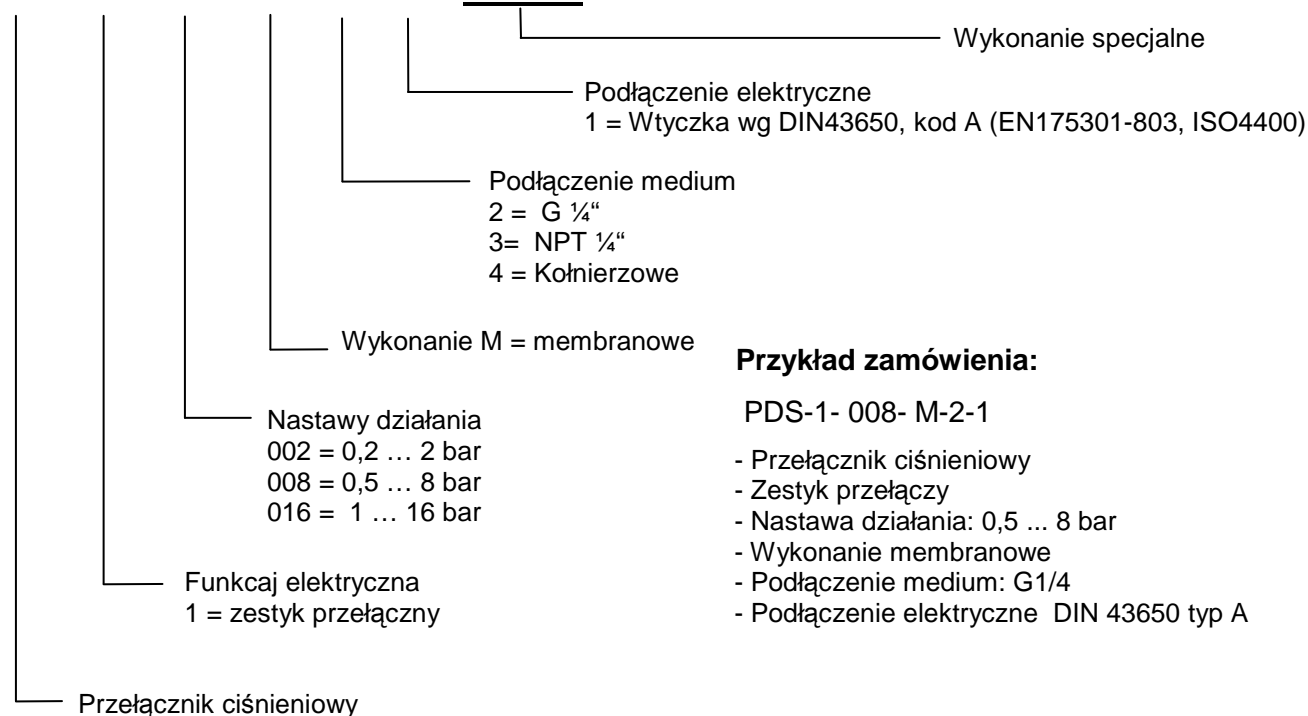 Wykonanie specjalne
Podłączenie elektryczne
1 = Wtyczka wg DIN43650, kod A (EN175301-803, ISO4400)
Podłączenie medium
2 = G ¼“
3= NPT ¼“
4 = Kołnierzowe
Wykonanie M = membranowe
Nastawy działania
002 = 0,2 … 2 bar
008 = 0,5 … 8 bar
016 = 1 … 16 bar
Funkcaj elektryczna
1 = zestyk przełączny
Przełącznik ciśnieniowy
Przykład zamówienia:
PDS-1- 008- M-2-1
- Przełącznik ciśnieniowy
- Zestyk przełączy
- Nastawa działania: 0,5 ... 8 bar
- Wykonanie membranowe
- Podłączenie medium: G1/4
- Podłączenie elektryczne DIN 43650 typ A